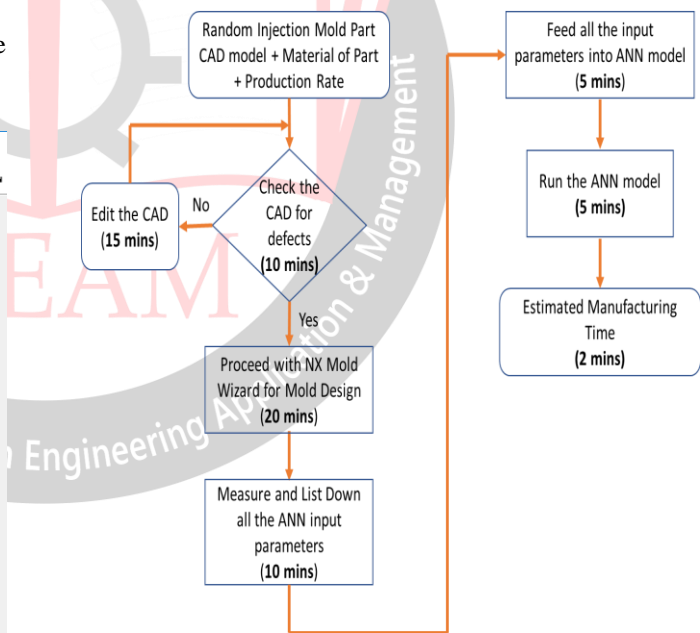 e
Random Injection Mold Part
CAD model + Material of Part
+ Production Rate
Check the
CAD for
defects
(10 mins)
No
Edit the CAD
(15 mins)
Yes
Proceed with NX Mold
Wizard for Mold Design
(20 mins)
Measure and List Down
all the ANN input
parameters
(10 mins)
Feed all the input
parameters into ANN model
(5 mins)
Run the ANN model
(5 mins)
Estimated Manufacturing
Time
(2 mins)
EAM
Engineering Application & Management